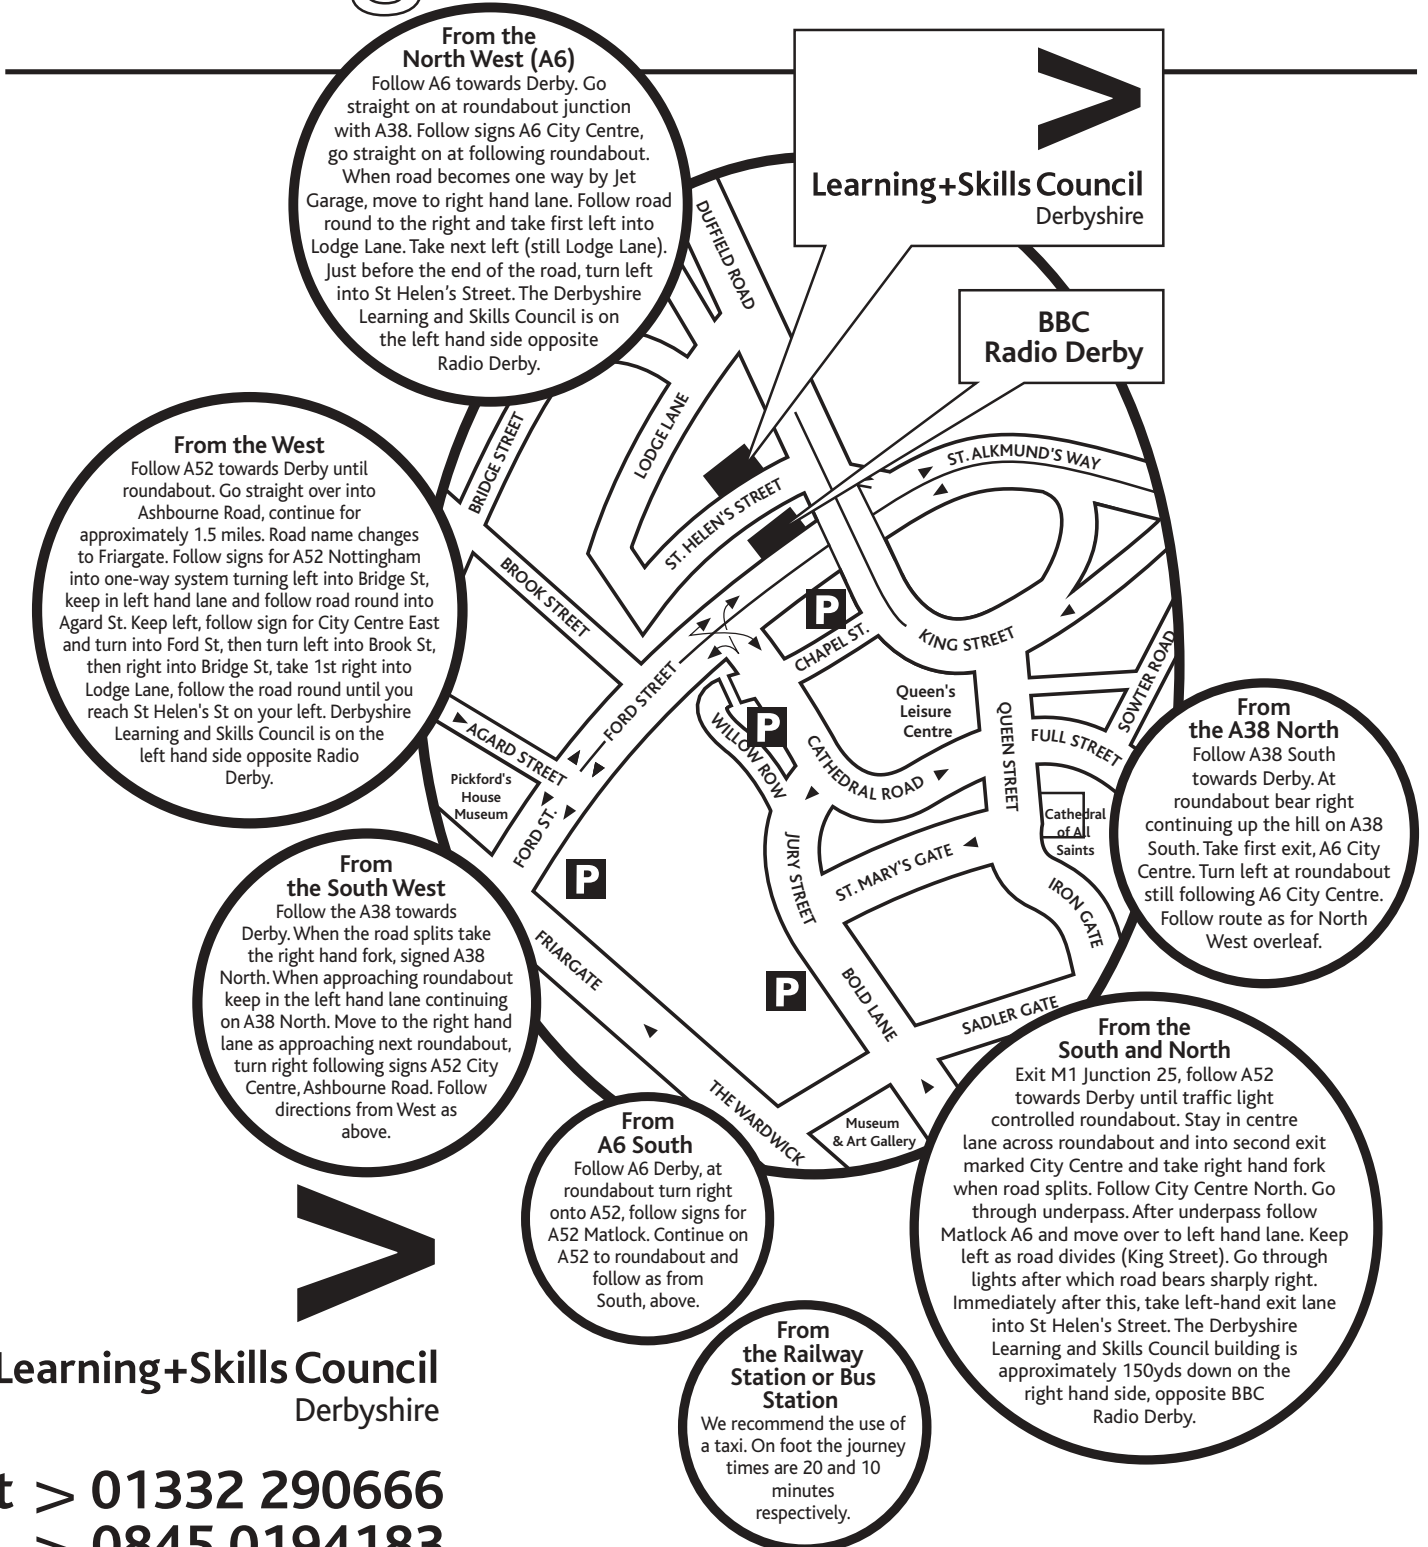 From the
North West (A6)
Follow A6 towards Derby. Go
straight on at roundabout junction
with A38. Follow signs A6 City Centre,
go straight on at following roundabout.
When road becomes one way by Jet
Garage, move to right hand lane. Follow road
round to the right and take first left into
Lodge Lane. Take next left (still Lodge Lane).
Just before the end of the road, turn left
into St Helen's Street. The Derbyshire
Learning and Skills Council is on
the left hand side opposite
Radio Derby.
Learning+Skills Council
Derbyshire
BBC
Radio Derby
From the West
Follow A52 towards Derby until
roundabout. Go straight over into
Ashbourne Road, continue for
approximately 1.5 miles. Road name changes
to Friargate. Follow signs for A52 Nottingham
into one-way system turning left into Bridge St,
keep in left hand lane and follow road round into
Agard St. Keep left, follow sign for City Centre East
and turn into Ford St, then turn left into Brook St,
then right into Bridge St, take 1st right into
Lodge Lane, follow the road round until you
reach St Helen's St on your left. Derbyshire
Learning and Skills Council is on the
left hand side opposite Radio
Derby.
DUFFIELD ROAD
LODGE LANE
BRIDGE STREET
ST. ALKMUND'S WAY
ST. HELEN'S STREET
BROOK STREET
P
CHAPEL ST.
KING STREET
SOWTER ROAD
FORD STREET
Queen's
Leisure
Centre
P
WILLOW ROW
CATHEDRAL ROAD
QUEEN STREET
FULL STREET
AGARD STREET
Pickford's
House
Museum
FORD ST.
Cathedral
of All
Saints
JURY STREET
ST. MARY'S GATE
IRON GATE
P
FRIARGATE
P
BOLD LANE
SADLER GATE
THE WARDWICK
Museum
& Art Gallery
From
the A38 North
Follow A38 South
towards Derby. At
roundabout bear right
continuing up the hill on A38
South. Take first exit, A6 City
Centre. Turn left at roundabout
still following A6 City Centre.
Follow route as for North
West overleaf.
From
the South West
Follow the A38 towards
Derby. When the road splits take
the right hand fork, signed A38
North. When approaching roundabout
keep in the left hand lane continuing
on A38 North. Move to the right hand
lane as approaching next roundabout,
turn right following signs A52 City
Centre, Ashbourne Road. Follow
directions from West as
above.
From the
South and North
Exit M1 Junction 25, follow A52
towards Derby until traffic light
controlled roundabout. Stay in centre
lane across roundabout and into second exit
marked City Centre and take right hand fork
when road splits. Follow City Centre North. Go
through underpass. After underpass follow
Matlock A6 and move over to left hand lane. Keep
left as road divides (King Street). Go through
lights after which road bears sharply right.
Immediately after this, take left-hand exit lane
into St Helen's Street. The Derbyshire
Learning and Skills Council building is
approximately 150yds down on the
right hand side, opposite BBC
Radio Derby.
From
A6 South
Follow A6 Derby, at
roundabout turn right
onto A52, follow signs for
A52 Matlock. Continue on
A52 to roundabout and
follow as from
South, above.
From
the Railway
Station or Bus
Station
We recommend the use of
a taxi. On foot the journey
times are 20 and 10
minutes
respectively.
Learning+Skills Council
Derbyshire
t > 01332 290666
> 0845 0194183